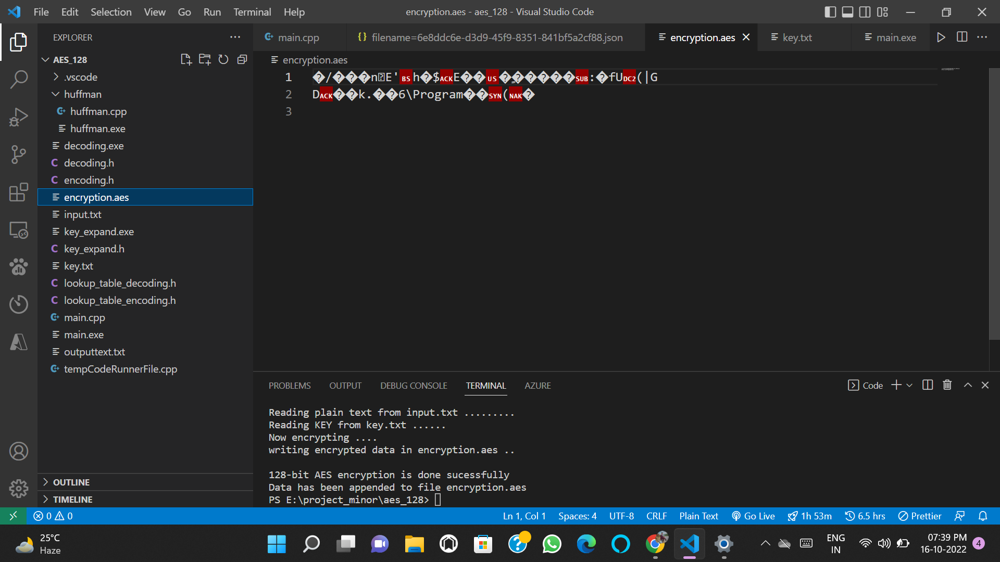 File Edit Selection View Go Run Terminal Help
encryption.aes - aes_128 - Visual Studio Code
EXPLORER
AES_128
.vscode
huffman
huffman.cpp
huffman.exe
decoding.exe
decoding.h
encoding.h
encryption.aes
input.txt
key_expand.exe
key_expand.h
key.txt
lookup_table_decoding.h
lookup_table_encoding.h
main.cpp
main.exe
outputtext.txt
tempCodeRunnerFile.cpp
OUTLINE
TIMELINE
main.cpp
filename=6e8ddc6e-d3d9-45f9-8351-841bf5a2cf88.json
encryption.aes
key.txt
main.exe
encryption.aes
1 �/���n E'BSh�$ACKE��US������SUB:�fUDC2(|G
2 DACK��k.��6\Program��SYN(NAK�
3
PROBLEMS OUTPUT DEBUG CONSOLE TERMINAL AZURE
Code
Reading plain text from input.txt .........
Reading KEY from key.txt ......
Now encrypting ....
writing encrypted data in encryption.aes ..
128-bit AES encryption is done sucessfully
Data has been appended to file encryption.aes
PS E:\project_minor\aes_128>
0 0
Ln 1, Col 1 Spaces: 4 UTF-8 CRLF Plain Text Go Live 1h 53m 6.5 hrs Prettier
25°C
Haze
ENG
IN
07:39 PM
16-10-2022
4